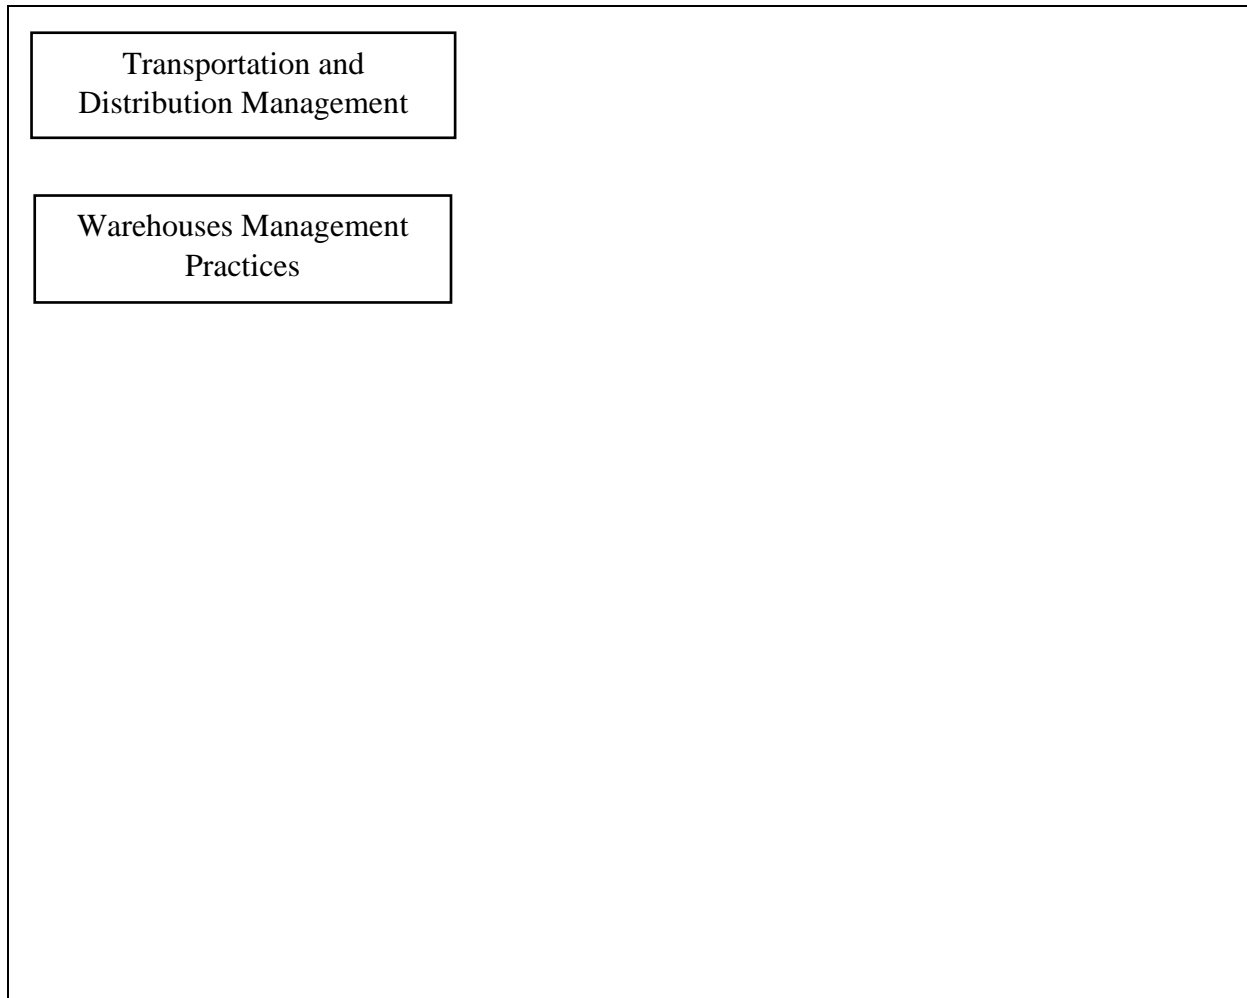 Transportation and
Distribution Management
Warehouses Management
Practices